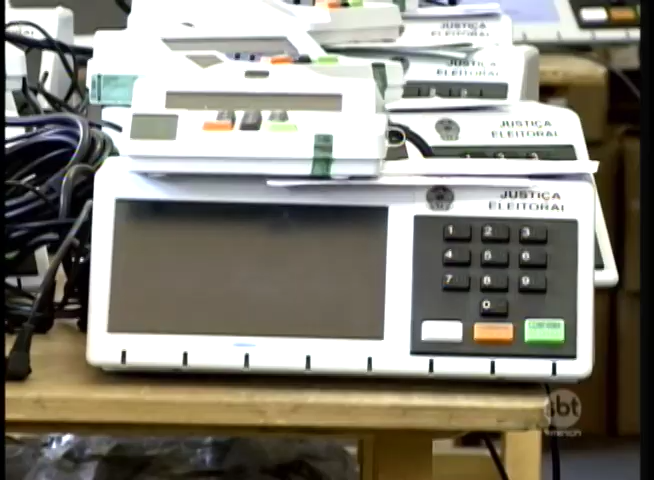 JUSTIÇA
ELEITORAL
JUSTIÇA
ELEITORAL
JUSTIÇA
ELEITORAL
JUSTIÇA
ELEITORAL
1 2 3
4 5 6
7 8 9
0
CONFIRMA
sbt